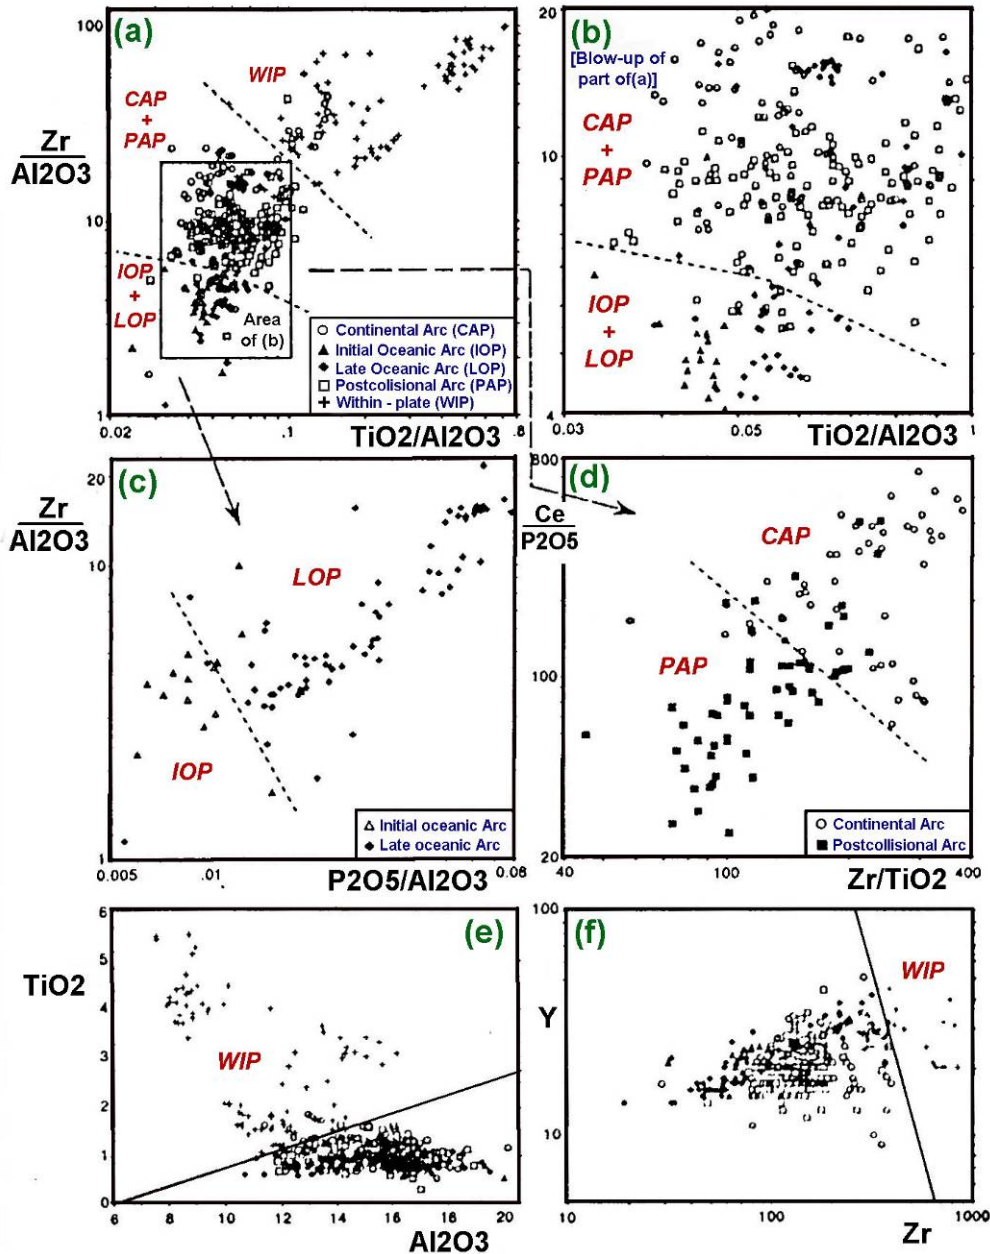 (a)
100
WIP
CAP
+
PAP
Zr
Al2O3
10
IOP
+
LOP
Area
of (b)
Continental Arc (CAP)
Initial Oceanic Arc (IOP)
Late Oceanic Arc (LOP)
Postcollisional Arc (PAP)
Within - plate (WIP)
1
0.02
.1
.8
TiO2/Al2O3
(b)
20
[Blow-up of
part of(a)]
CAP
+
PAP
10
IOP
+
LOP
4
0.03
0.05
TiO2/Al2O3
1
(c)
20
Zr
Al2O3
10
LOP
IOP
Initial oceanic Arc
Late oceanic Arc
1
0.005
.01
0.08
P2O5/Al2O3
(d)
800
Ce
P2O5
CAP
100
PAP
Continental Arc
Postcollisional Arc
20
40
100
400
Zr/TiO2
(e)
6
5
TiO2
4
3
WIP
2
1
0
6
8
10
12
14
16
18
20
Al2O3
(f)
100
WIP
Y
10
10
100
1000
Zr